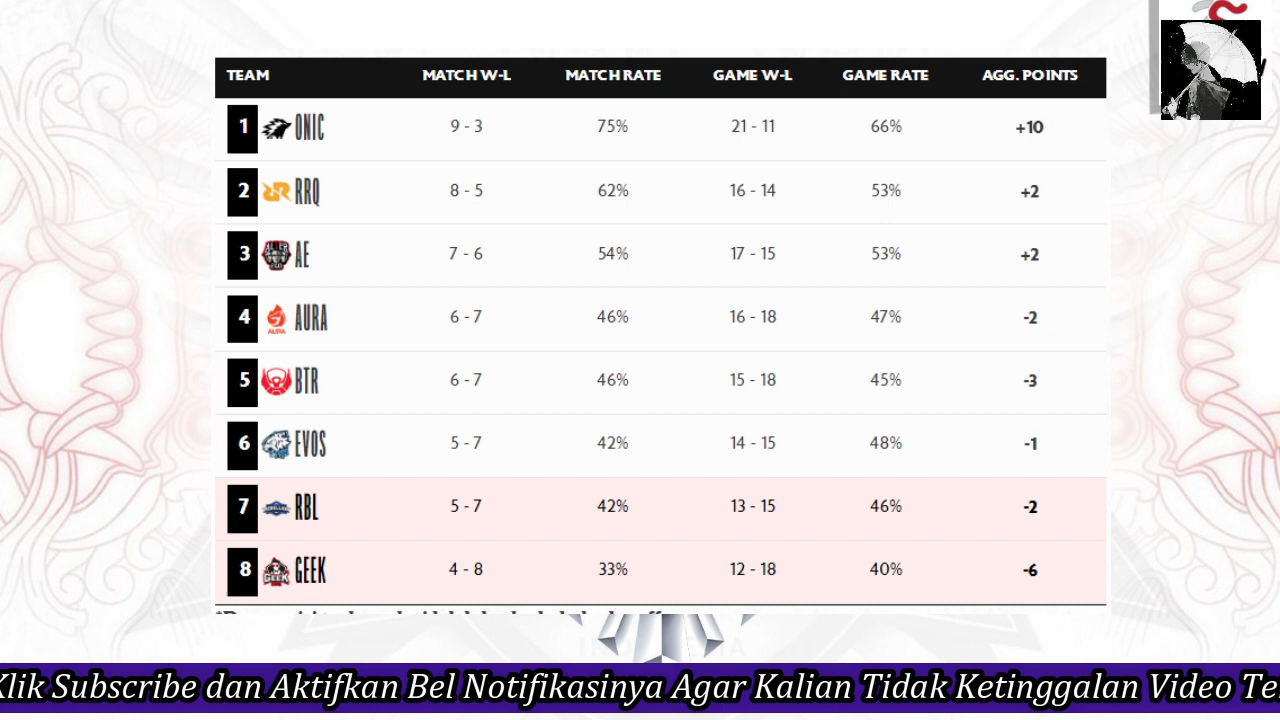 TEAM MATCH W-L MATCH RATE GAME W-L GAME RATE AGG. POINTS
1 ONIC 9 - 3 75% 21 - 11 66% +10
2 RRQ 8 - 5 62% 16 - 14 53% +2
3 AE 7 - 6 54% 17 - 15 53% +2
4 AURA 6 - 7 46% 16 - 18 47% -2
5 BTR 6 - 7 46% 15 - 18 45% -3
6 EVOS 5 - 7 42% 14 - 15 48% -1
7 RBL 5 - 7 42% 13 - 15 46% -2
8 GEEK 4 - 8 33% 12 - 18 40% -6
Klik Subscribe dan Aktifkan Bel Notifikasinya Agar Kalian Tidak Ketinggalan Video Te